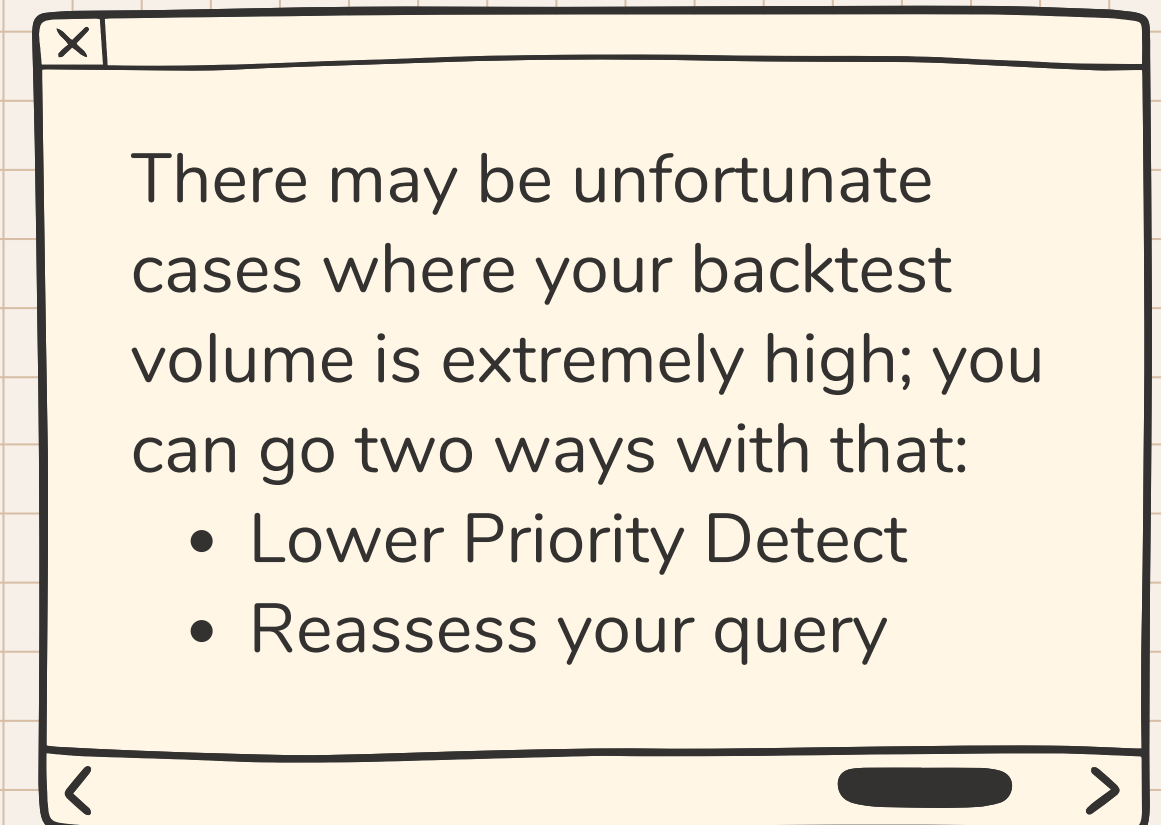 There may be unfortunate
cases where your backtest
volume is extremely high; you
can go two ways with that:
• Lower Priority Detect
• Reassess your query